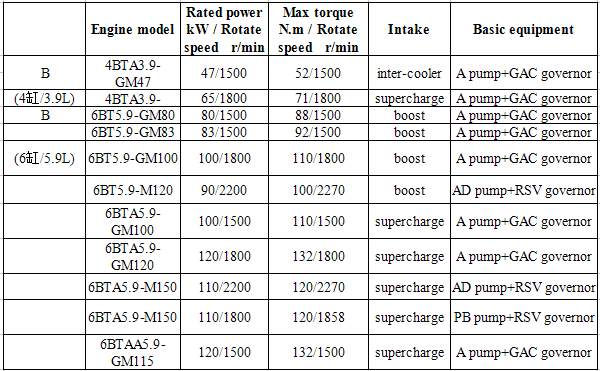 Engine model Rated power kW / Rotate speed r/min Max torque N.m / Rotate speed r/min Intake Basic equipment
B 4BTA3.9-GM47 47/1500 52/1500 inter-cooler A pump+GAC governor
(4缸/3.9L) 4BTA3.9- 65/1800 71/1800 supercharge A pump+GAC governor
B 6BT5.9-GM80 80/1500 88/1500 boost A pump+GAC governor
6BT5.9-GM83 83/1500 92/1500 boost A pump+GAC governor
(6缸/5.9L) 6BT5.9-GM100 100/1800 110/1800 boost A pump+GAC governor
6BT5.9-M120 90/2200 100/2270 boost AD pump+RSV governor
6BTA5.9-GM100 100/1500 110/1500 supercharge A pump+GAC governor
6BTA5.9-GM120 120/1800 132/1800 supercharge A pump+GAC governor
6BTA5.9-M150 110/2200 120/2270 supercharge AD pump+RSV governor
6BTA5.9-M150 110/1800 120/1858 supercharge PB pump+RSV governor
6BTAA5.9-GM115 120/1500 132/1500 supercharge A pump+GAC governor